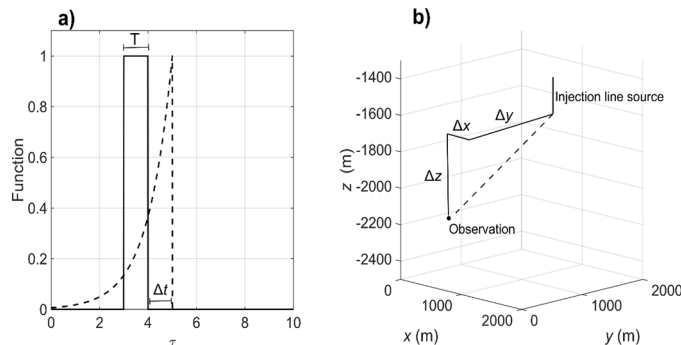 a)
T
1
0.8
0.6
0.4
0.2
0
Function
Δt
0 2 4 6 8 10
τ
b)
-1400
-1600
-1800
-2000
-2200
-2400
z (m)
Injection line source
Δx
Δy
Δz
Observation
0
1000
2000
x (m)
0
1000
2000
y (m)